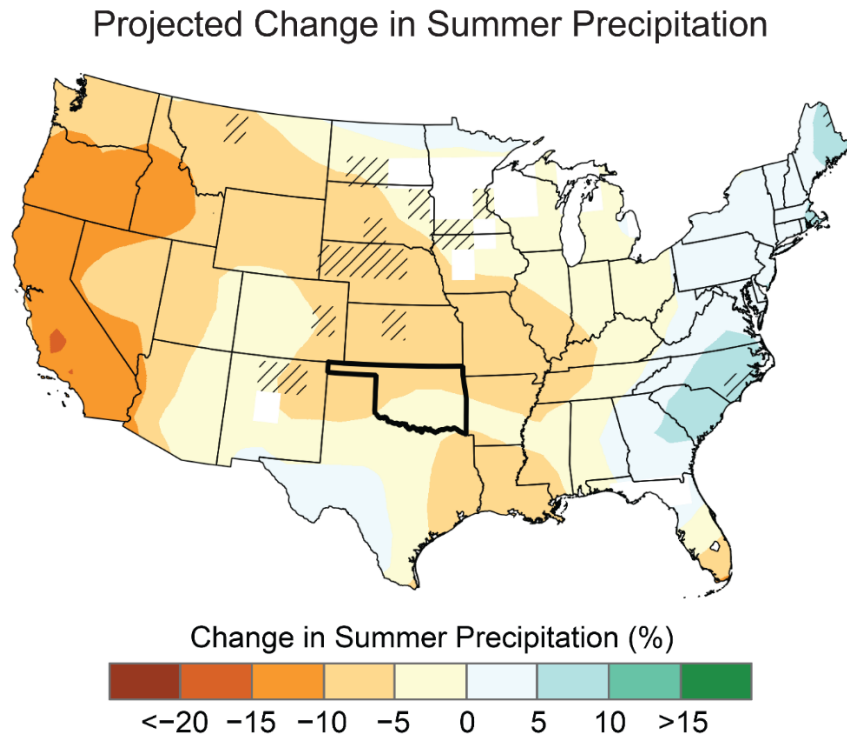 Projected Change in Summer Precipitation
Change in Summer Precipitation (%)
<−20 −15 −10 −5 0 5 10 >15